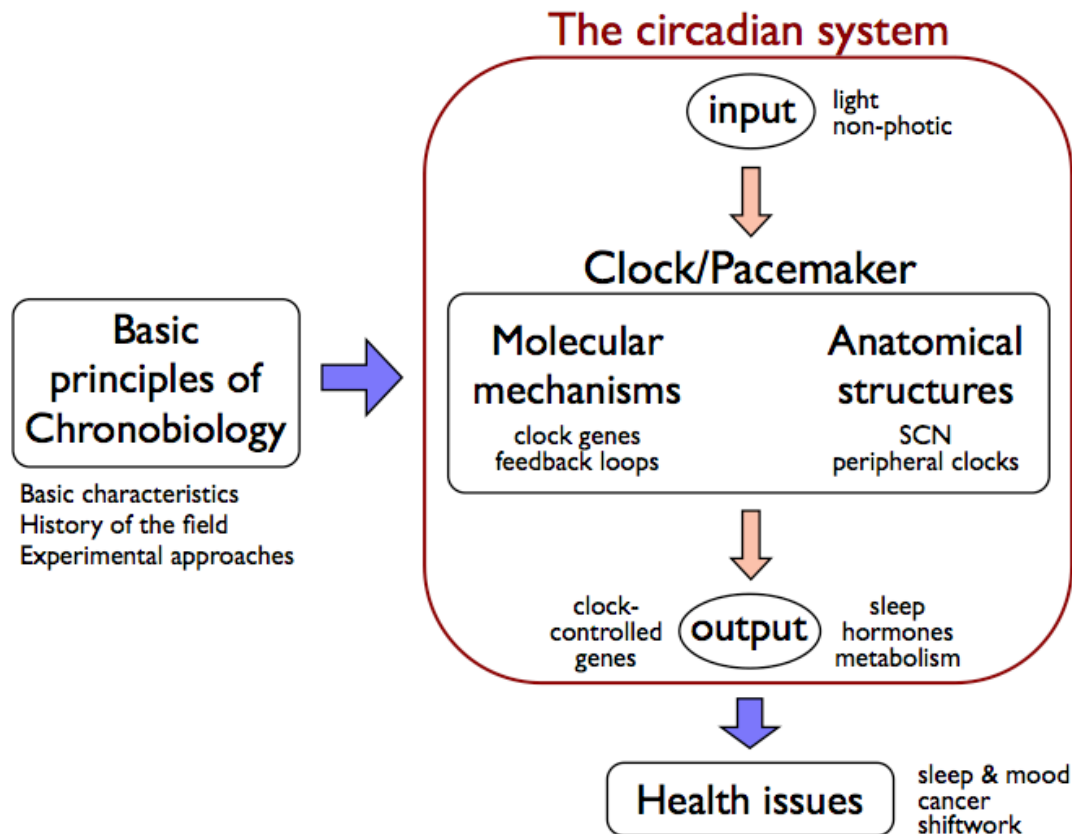 The circadian system
input
light
non-photic
Clock/Pacemaker
Basic
principles of
Chronobiology
Basic characteristics
History of the field
Experimental approaches
Molecular
mechanisms
clock genes
feedback loops
Anatomical
structures
SCN
peripheral clocks
clock-
controlled
genes
output
sleep
hormones
metabolism
Health issues
sleep & mood
cancer
shiftwork